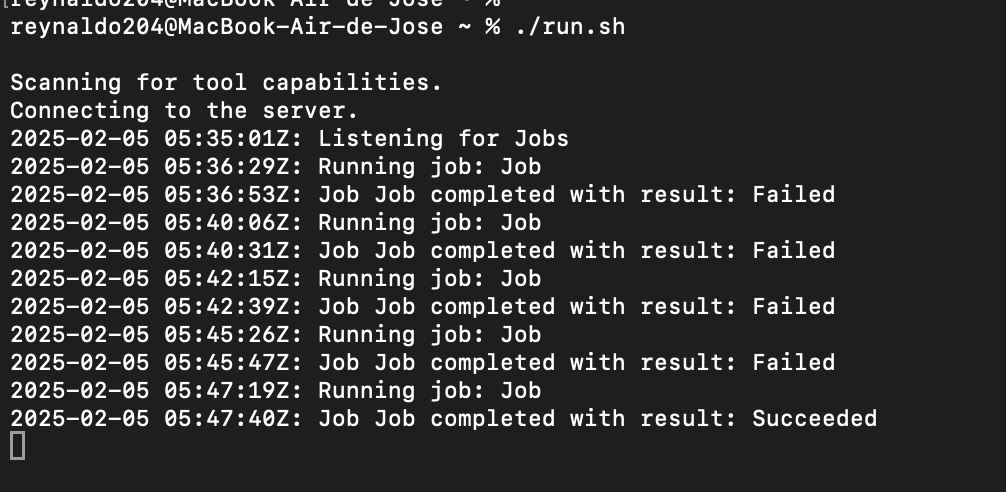 reynaldo204@MacBook-Air-de-Jose ~ %
reynaldo204@MacBook-Air-de-Jose ~ % ./run.sh
Scanning for tool capabilities.
Connecting to the server.
2025-02-05 05:35:01Z: Listening for Jobs
2025-02-05 05:36:29Z: Running job: Job
2025-02-05 05:36:53Z: Job Job completed with result: Failed
2025-02-05 05:40:06Z: Running job: Job
2025-02-05 05:40:31Z: Job Job completed with result: Failed
2025-02-05 05:42:15Z: Running job: Job
2025-02-05 05:42:39Z: Job Job completed with result: Failed
2025-02-05 05:45:26Z: Running job: Job
2025-02-05 05:45:47Z: Job Job completed with result: Failed
2025-02-05 05:47:19Z: Running job: Job
2025-02-05 05:47:40Z: Job Job completed with result: Succeeded